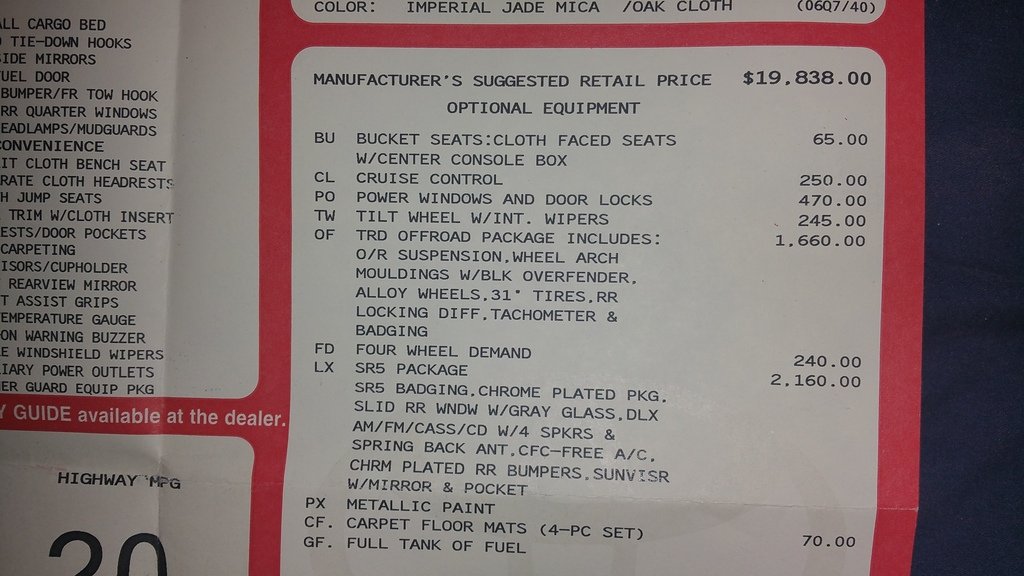 ALL CARGO BED
TIE-DOWN HOOKS
SIDE MIRRORS
FUEL DOOR
BUMPER/FR TOW HOOK
RR QUARTER WINDOWS
HEADLAMPS/MUDGUARDS
CONVENIENCE
IT CLOTH BENCH SEAT
RATE CLOTH HEADRESTS
H JUMP SEATS
TRIM W/CLOTH INSERT
ESTS/DOOR POCKETS
CARPETING
ISORS/CUPHOLDER
REARVIEW MIRROR
T ASSIST GRIPS
TEMPERATURE GAUGE
ON WARNING BUZZER
E WINDSHIELD WIPERS
IARY POWER OUTLETS
ER GUARD EQUIP PKG
Y GUIDE available at the dealer.
HIGHWAY MPG
20
COLOR: IMPERIAL JADE MICA /OAK CLOTH (06Q7/40)
MANUFACTURER'S SUGGESTED RETAIL PRICE $19,838.00
OPTIONAL EQUIPMENT
BU BUCKET SEATS:CLOTH FACED SEATS 65.00
W/CENTER CONSOLE BOX
CL CRUISE CONTROL 250.00
PO POWER WINDOWS AND DOOR LOCKS 470.00
TW TILT WHEEL W/INT. WIPERS 245.00
OF TRD OFFROAD PACKAGE INCLUDES: 1,660.00
O/R SUSPENSION,WHEEL ARCH
MOULDINGS W/BLK OVERFENDER,
ALLOY WHEELS,31" TIRES,RR
LOCKING DIFF,TACHOMETER &
BADGING
FD FOUR WHEEL DEMAND 240.00
LX SR5 PACKAGE 2,160.00
SR5 BADGING,CHROME PLATED PKG,
SLID RR WNDW W/GRAY GLASS,DLX
AM/FM/CASS/CD W/4 SPKRS &
SPRING BACK ANT,CFC-FREE A/C,
CHRM PLATED RR BUMPERS,SUNVISR
W/MIRROR & POCKET
PX METALLIC PAINT
CF. CARPET FLOOR MATS (4-PC SET) 70.00
GF. FULL TANK OF FUEL